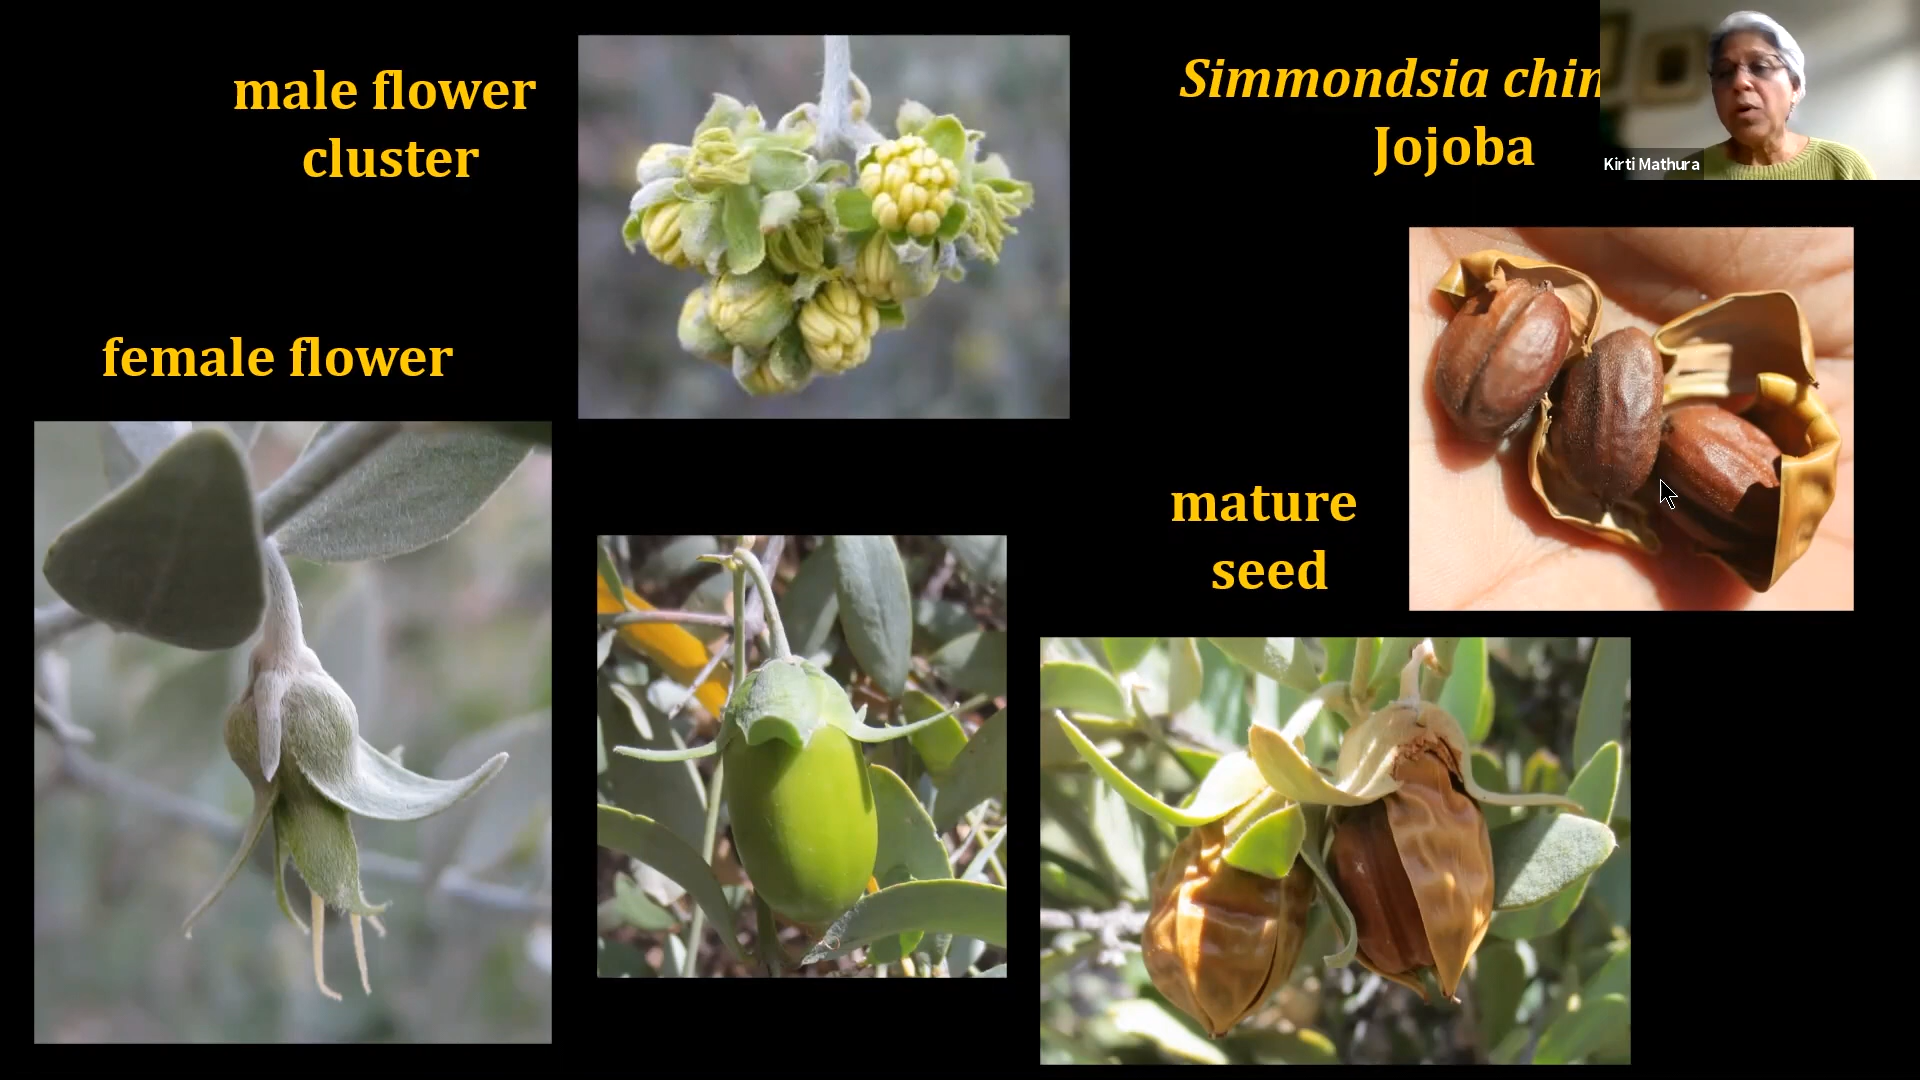 male flower
cluster
Simmondsia chin
Jojoba
Kirti Mathura
female flower
mature
seed